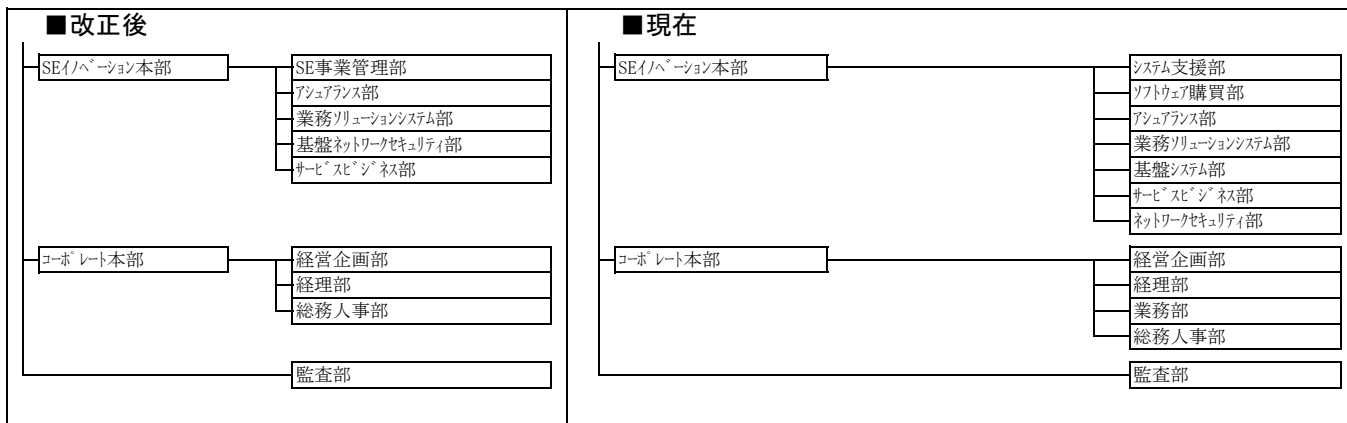 ■改正後
SEｲﾉﾍﾞｰｼｮﾝ本部
SE事業管理部
ｱｼｭｱﾗﾝｽ部
業務ｿﾘｭｰｼｮﾝｼｽﾃﾑ部
基盤ﾈｯﾄﾜｰｸｾｷｭﾘﾃｨ部
ｻｰﾋﾞｽﾋﾞｼﾞﾈｽ部
ｺｰﾎﾟﾚｰﾄ本部
経営企画部
経理部
総務人事部
監査部
■現在
SEｲﾉﾍﾞｰｼｮﾝ本部
ｼｽﾃﾑ支援部
ｿﾌﾄｳｪｱ購買部
ｱｼｭｱﾗﾝｽ部
業務ｿﾘｭｰｼｮﾝｼｽﾃﾑ部
基盤ｼｽﾃﾑ部
ｻｰﾋﾞｽﾋﾞｼﾞﾈｽ部
ﾈｯﾄﾜｰｸｾｷｭﾘﾃｨ部
ｺｰﾎﾟﾚｰﾄ本部
経営企画部
経理部
業務部
総務人事部
監査部